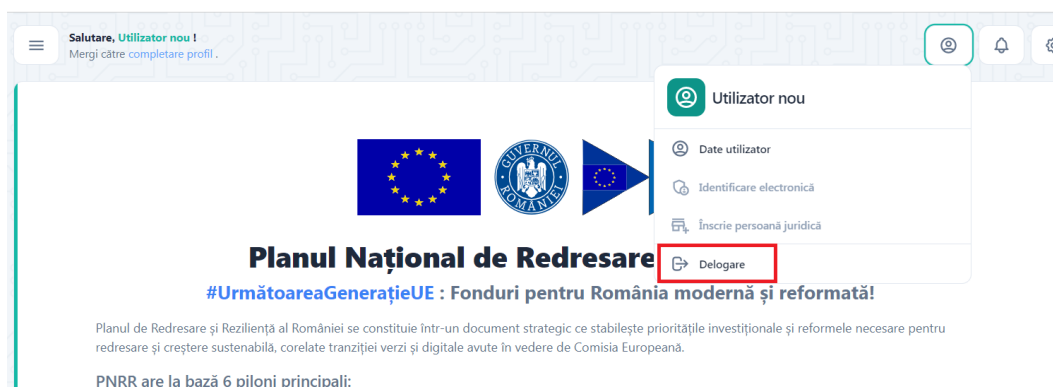 Salutare, Utilizator nou !
Mergi către completare profil .
Utilizator nou
Date utilizator
Identificare electronică
Înscrie persoană juridică
Delogare
GUVERNUL ROMÂNIEI
Planul Național de Redresare
#UrmătoareaGenerațieUE : Fonduri pentru România modernă și reformată!
Planul de Redresare și Reziliență al României se constituie într-un document strategic ce stabilește prioritățile investiționale și reformele necesare pentru
redresare și creștere sustenabilă, corelate tranziției verzi și digitale avute în vedere de Comisia Europeană.
PNRR are la bază 6 piloni principali: